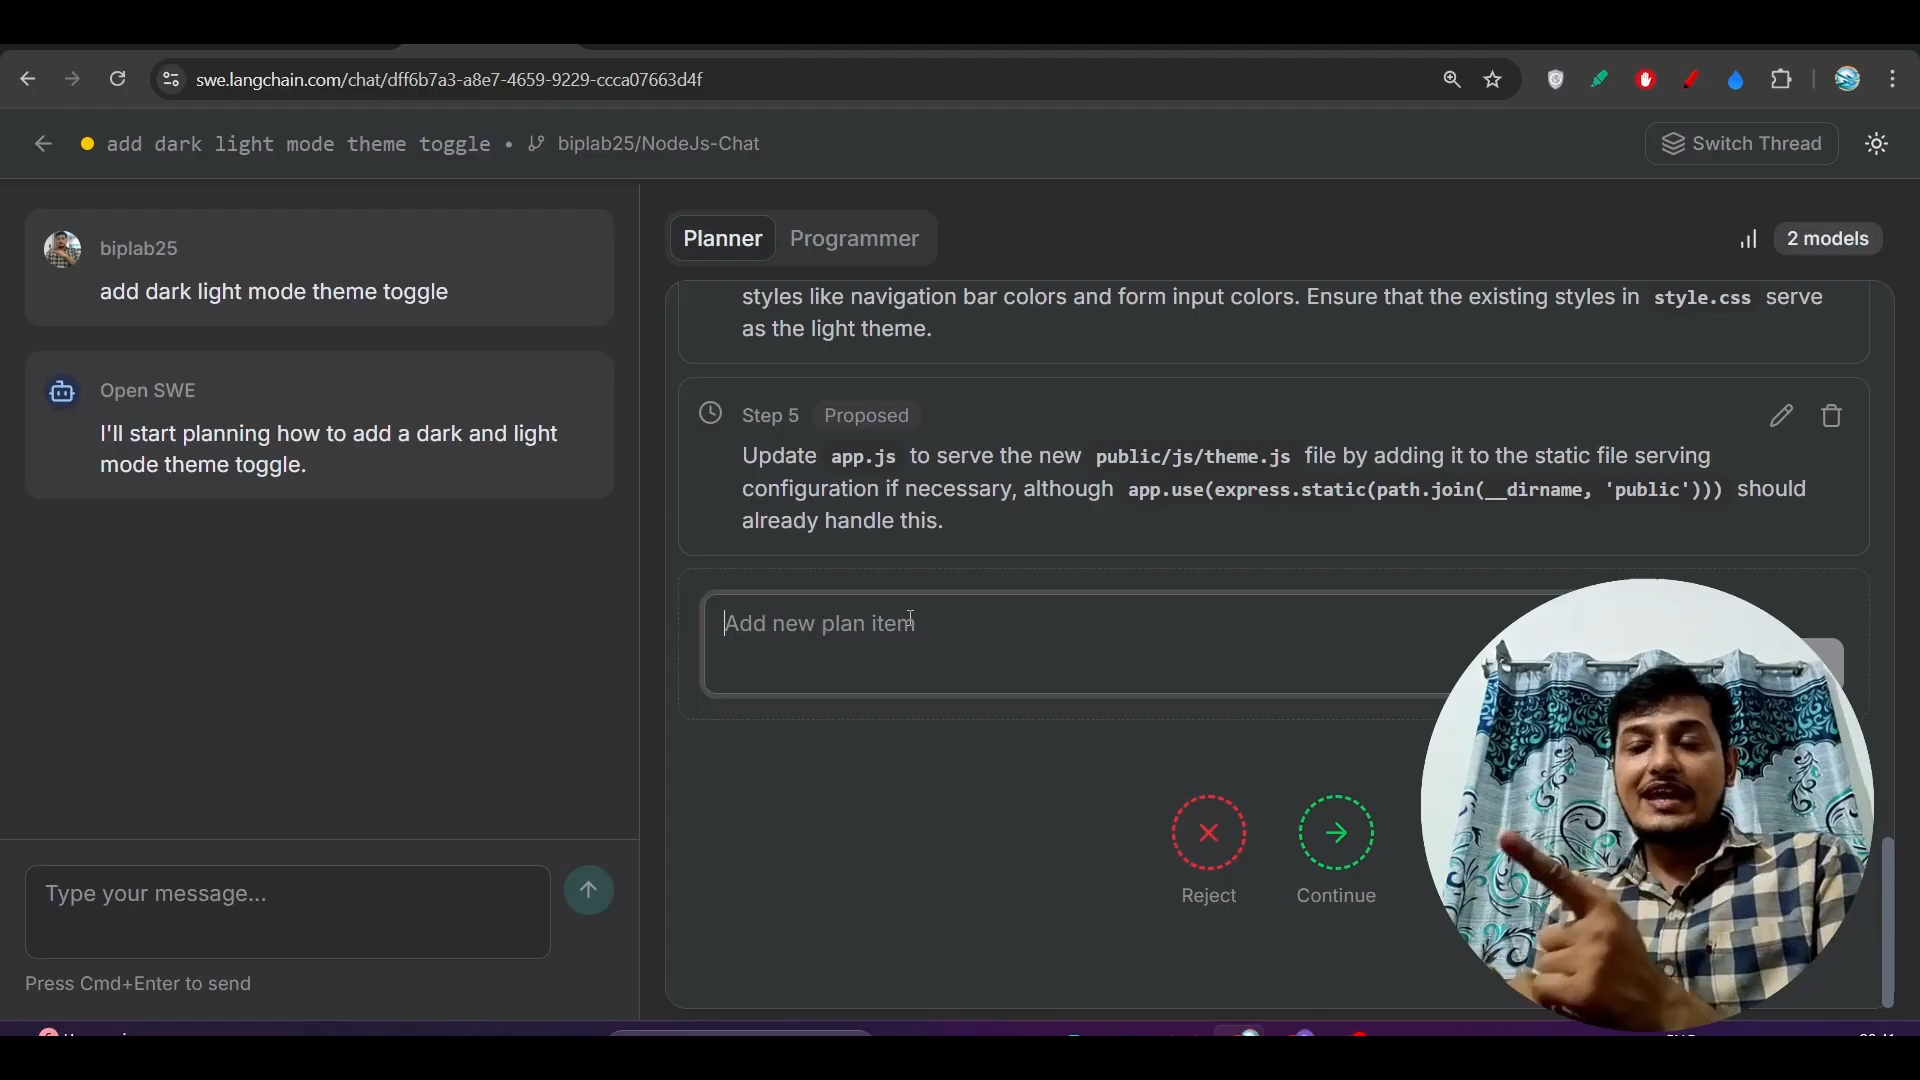 swe.langchain.com/chat/dff6b7a3-a8e7-4659-9229-ccca07663d4f
add dark light mode theme toggle • biplab25/NodeJs-Chat
Switch Thread
biplab25
add dark light mode theme toggle
Open SWE
I'll start planning how to add a dark and light
mode theme toggle.
Type your message...
Press Cmd+Enter to send
Planner
Programmer
2 models
styles like navigation bar colors and form input colors. Ensure that the existing styles in style.css serve
as the light theme.
Step 5 Proposed
Update app.js to serve the new public/js/theme.js file by adding it to the static file serving
configuration if necessary, although app.use(express.static(path.join(__dirname, 'public'))) should
already handle this.
Add new plan item
Reject
Continue